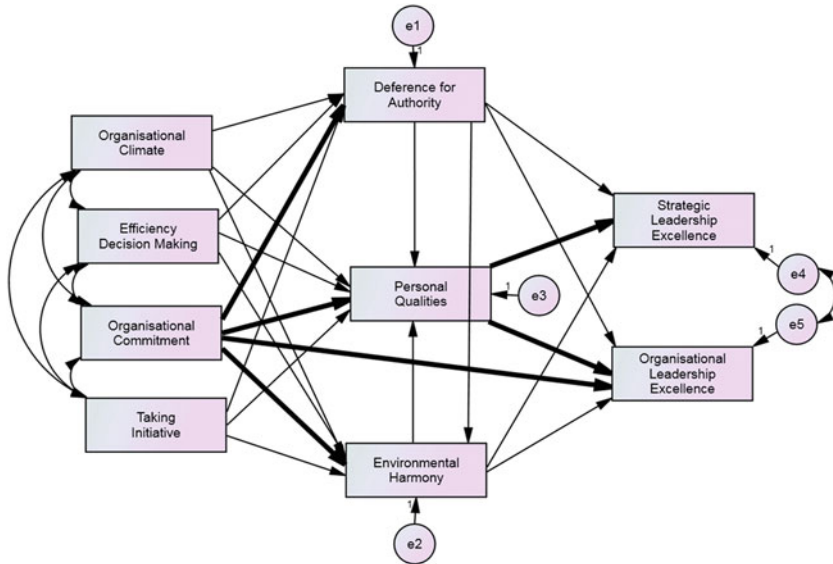 e1
1
Deference for
Authority
Organisational
Climate
Efficiency
Decision Making
Organisational
Commitment
Taking
Initiative
Personal
Qualities
1
e3
Environmental
Harmony
1
e2
Strategic
Leadership
Excellence
1
e4
e5
1
Organisational
Leadership
Excellence